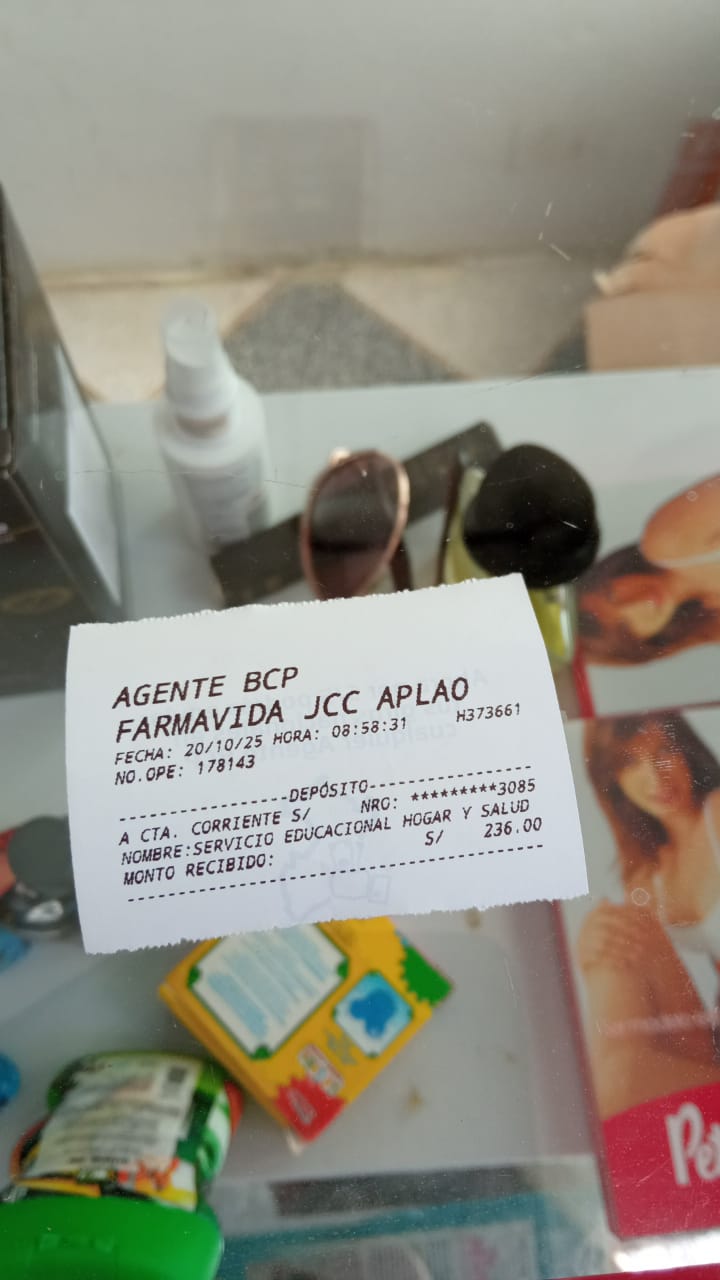 AGENTE BCP
FARMAVIDA JCC APLAO
FECHA: 20/10/25 HORA: 08:58:31 H373661
NO.OPE: 178143
-----------------DEPÓSITO-----------------
A CTA. CORRIENTE S/ NRO: *********3085
NOMBRE:SERVICIO EDUCACIONAL HOGAR Y SALUD
MONTO RECIBIDO: S/ 236.00
------------------------------------------
Pe